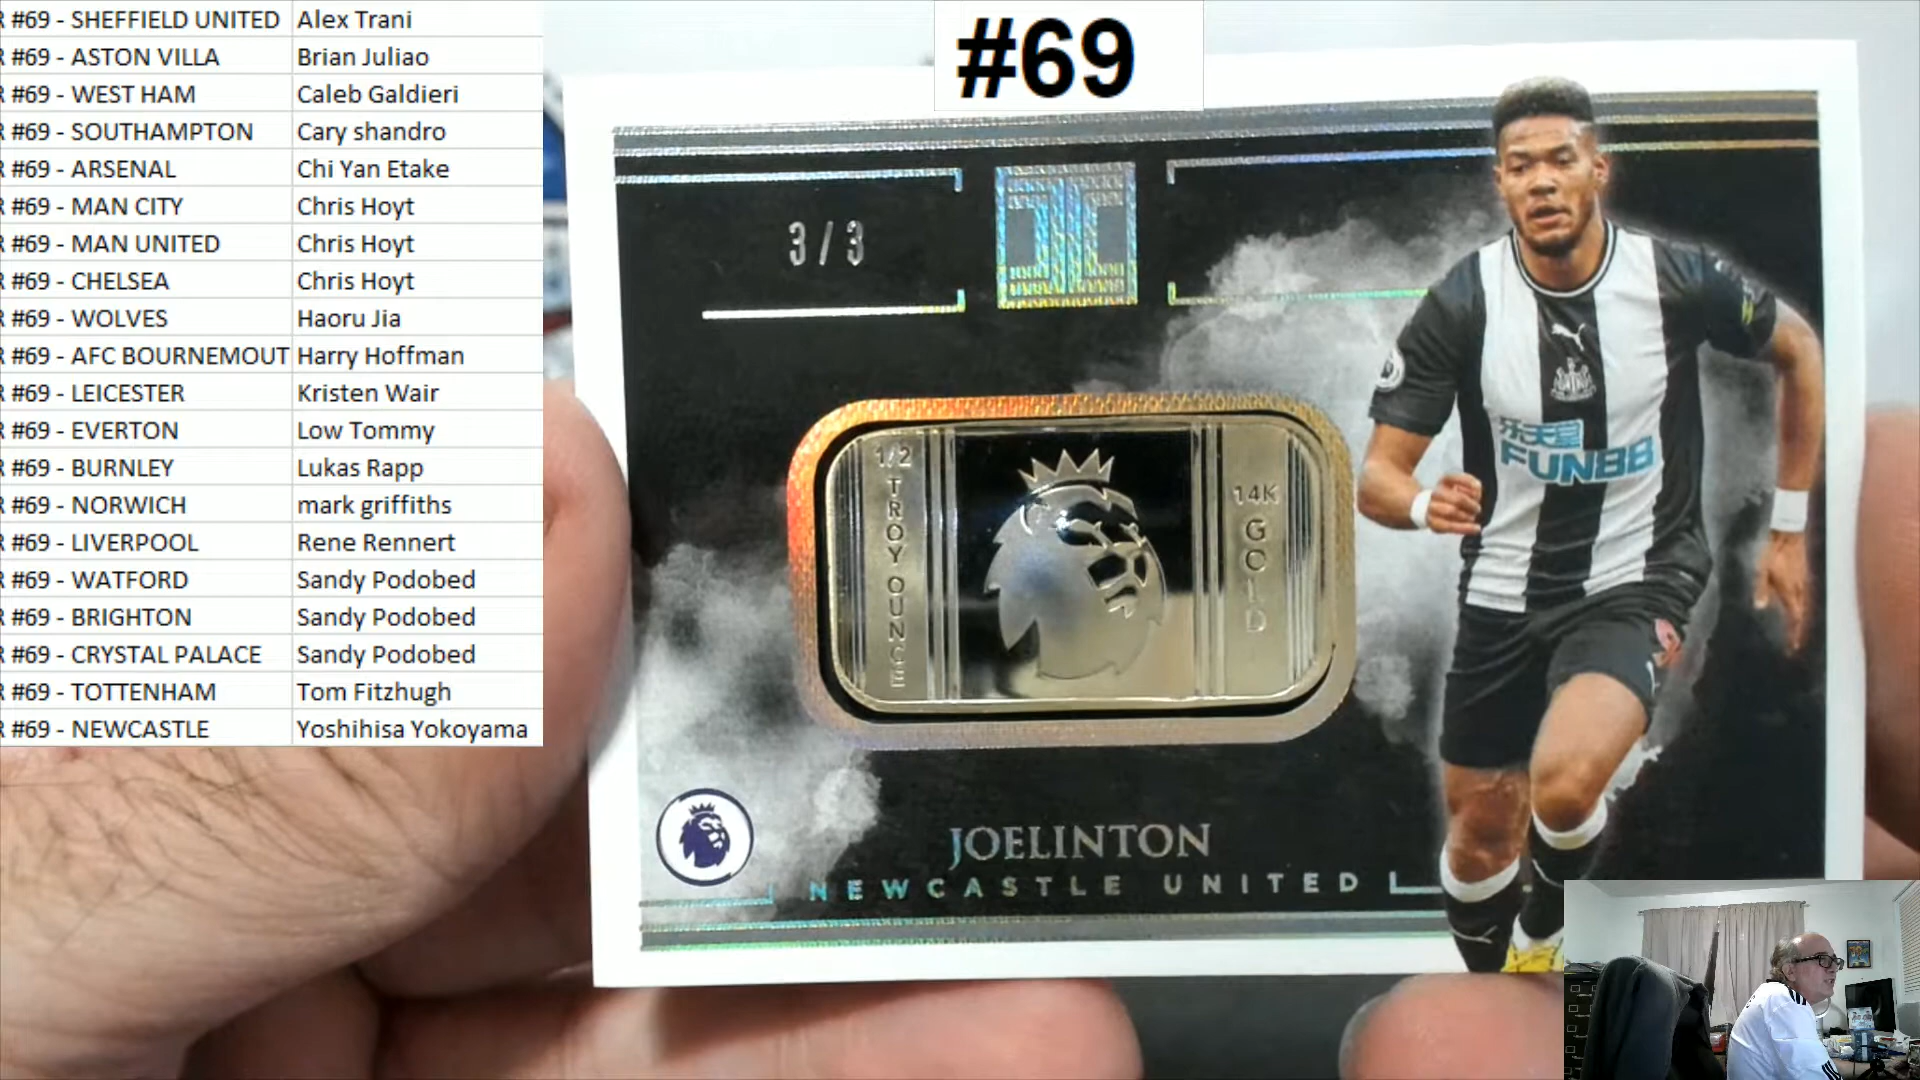 R #69 - SHEFFIELD UNITED Alex Trani
R #69 - ASTON VILLA Brian Juliao
R #69 - WEST HAM Caleb Galdieri
R #69 - SOUTHAMPTON Cary shandro
R #69 - ARSENAL Chi Yan Etake
R #69 - MAN CITY Chris Hoyt
R #69 - MAN UNITED Chris Hoyt
R #69 - CHELSEA Chris Hoyt
R #69 - WOLVES Haoru Jia
R #69 - AFC BOURNEMOUT Harry Hoffman
R #69 - LEICESTER Kristen Wair
R #69 - EVERTON Low Tommy
R #69 - BURNLEY Lukas Rapp
R #69 - NORWICH mark griffiths
R #69 - LIVERPOOL Rene Rennert
R #69 - WATFORD Sandy Podobed
R #69 - BRIGHTON Sandy Podobed
R #69 - CRYSTAL PALACE Sandy Podobed
R #69 - TOTTENHAM Tom Fitzhugh
R #69 - NEWCASTLE Yoshihisa Yokoyama
#69
3/3
1/2 TROY OUNCE
14K GOLD
乐天堂
FUN88
JOELINTON
NEWCASTLE UNITED